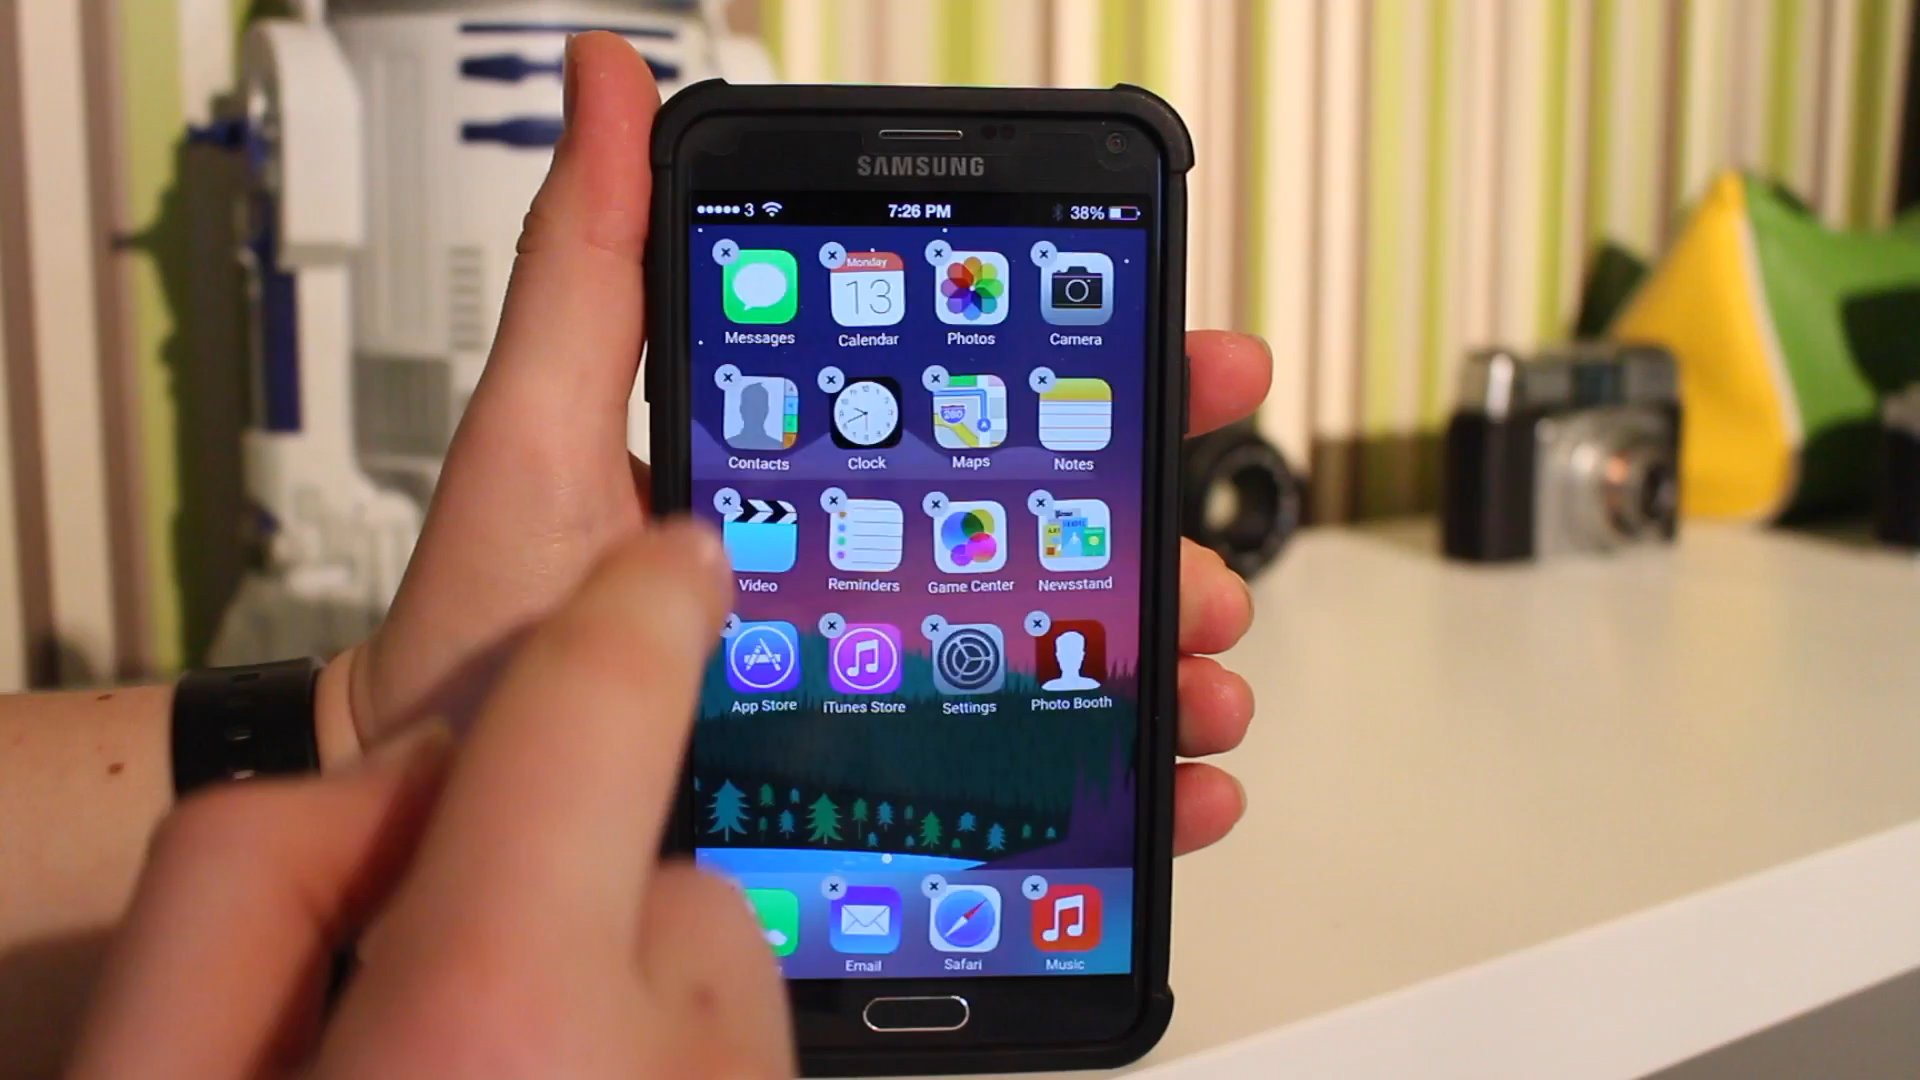 SAMSUNG
3 7:26 PM 38%
Monday
13
Messages Calendar Photos Camera
280
Contacts Clock Maps Notes
Video Reminders Game Center Newsstand
App Store iTunes Store Settings Photo Booth
Email Safari Music